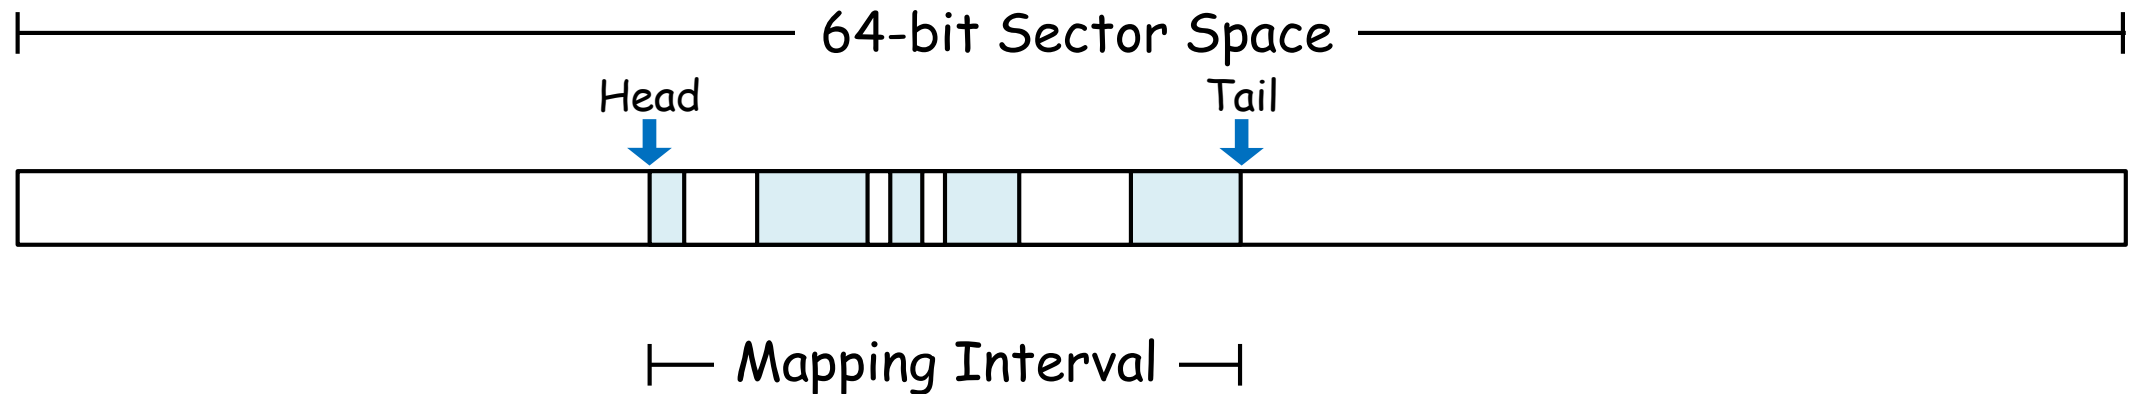 64-bit Sector Space
Head
Tail
Mapping Interval